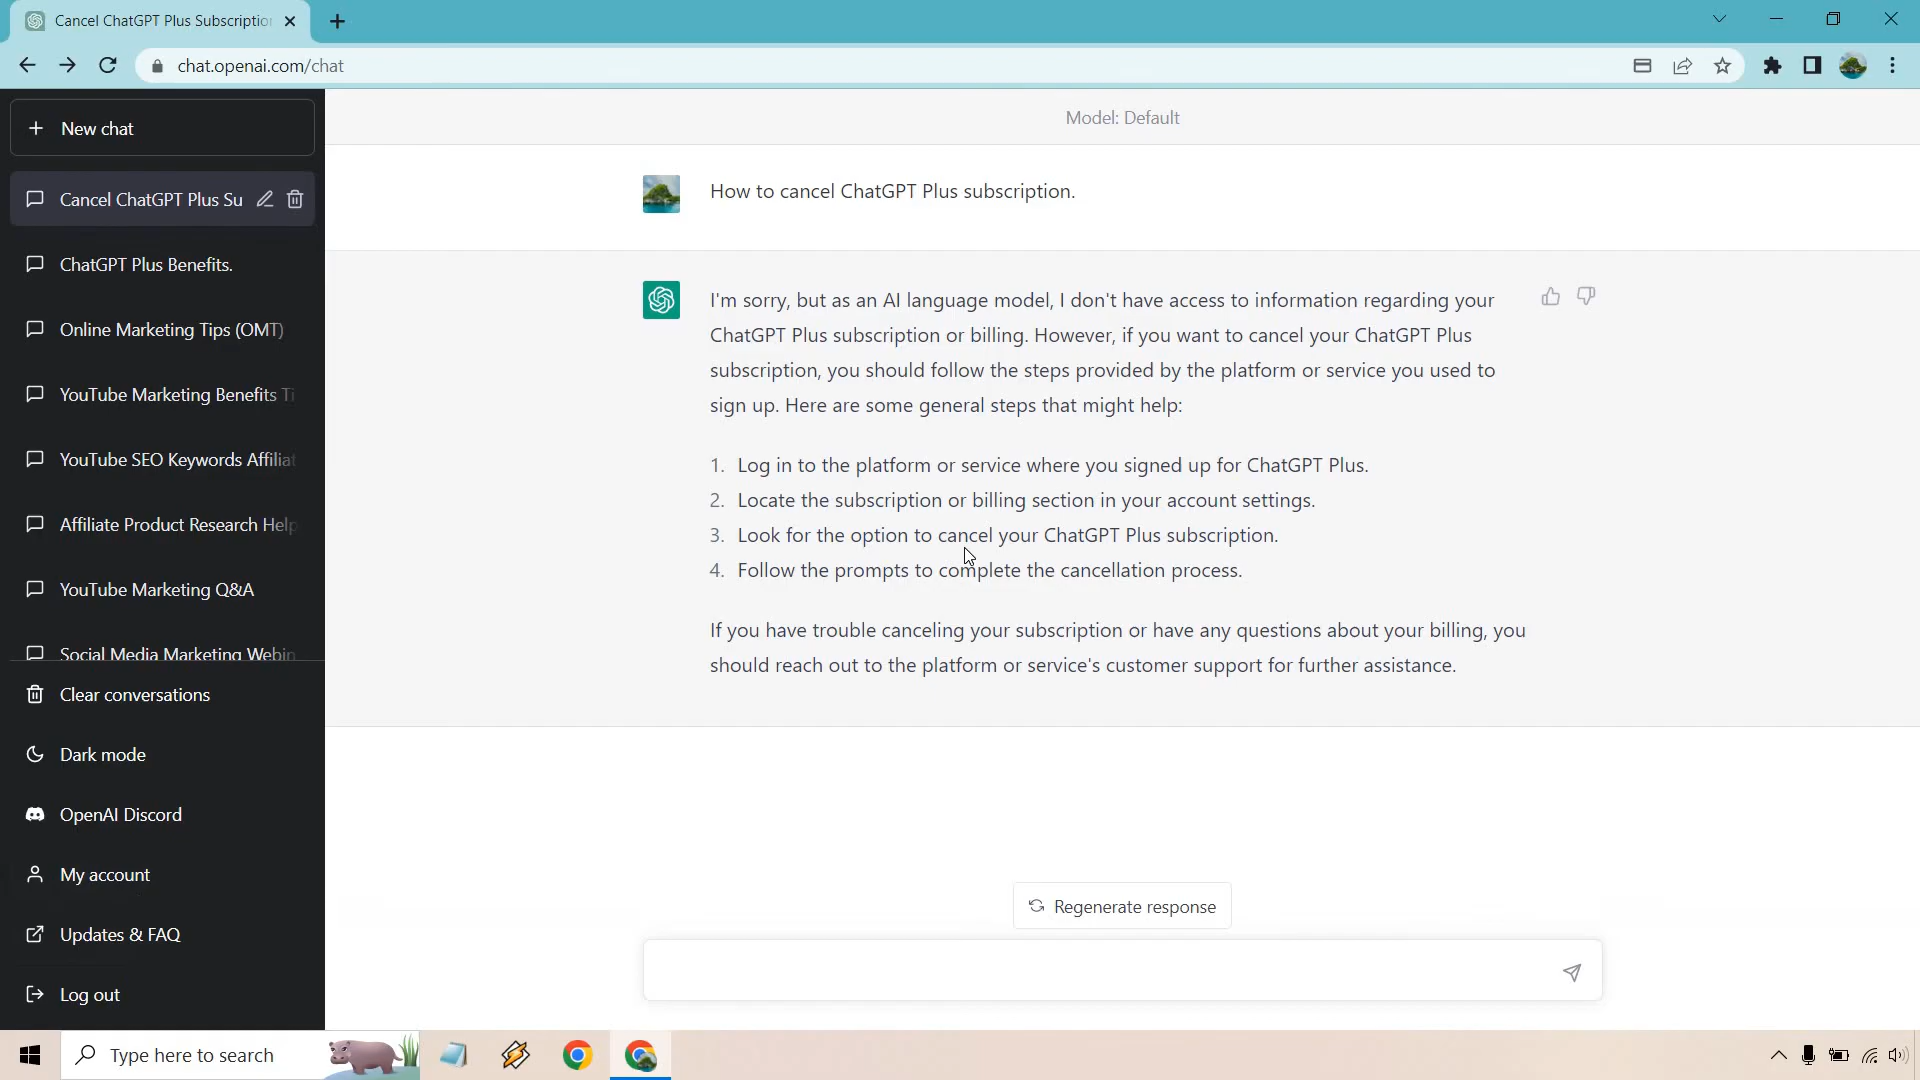 Cancel ChatGPT Plus Subscriptio
chat.openai.com/chat
New chat
Cancel ChatGPT Plus Su
ChatGPT Plus Benefits.
Online Marketing Tips (OMT)
YouTube Marketing Benefits Ti
YouTube SEO Keywords Affiliat
Affiliate Product Research Help
YouTube Marketing Q&A
Social Media Marketing Webin
Clear conversations
Dark mode
OpenAI Discord
My account
Updates & FAQ
Log out
Model: Default
How to cancel ChatGPT Plus subscription.
I'm sorry, but as an AI language model, I don't have access to information regarding your
ChatGPT Plus subscription or billing. However, if you want to cancel your ChatGPT Plus
subscription, you should follow the steps provided by the platform or service you used to
sign up. Here are some general steps that might help:
1. Log in to the platform or service where you signed up for ChatGPT Plus.
2. Locate the subscription or billing section in your account settings.
3. Look for the option to cancel your ChatGPT Plus subscription.
4. Follow the prompts to complete the cancellation process.
If you have trouble canceling your subscription or have any questions about your billing, you
should reach out to the platform or service's customer support for further assistance.
Regenerate response
Type here to search